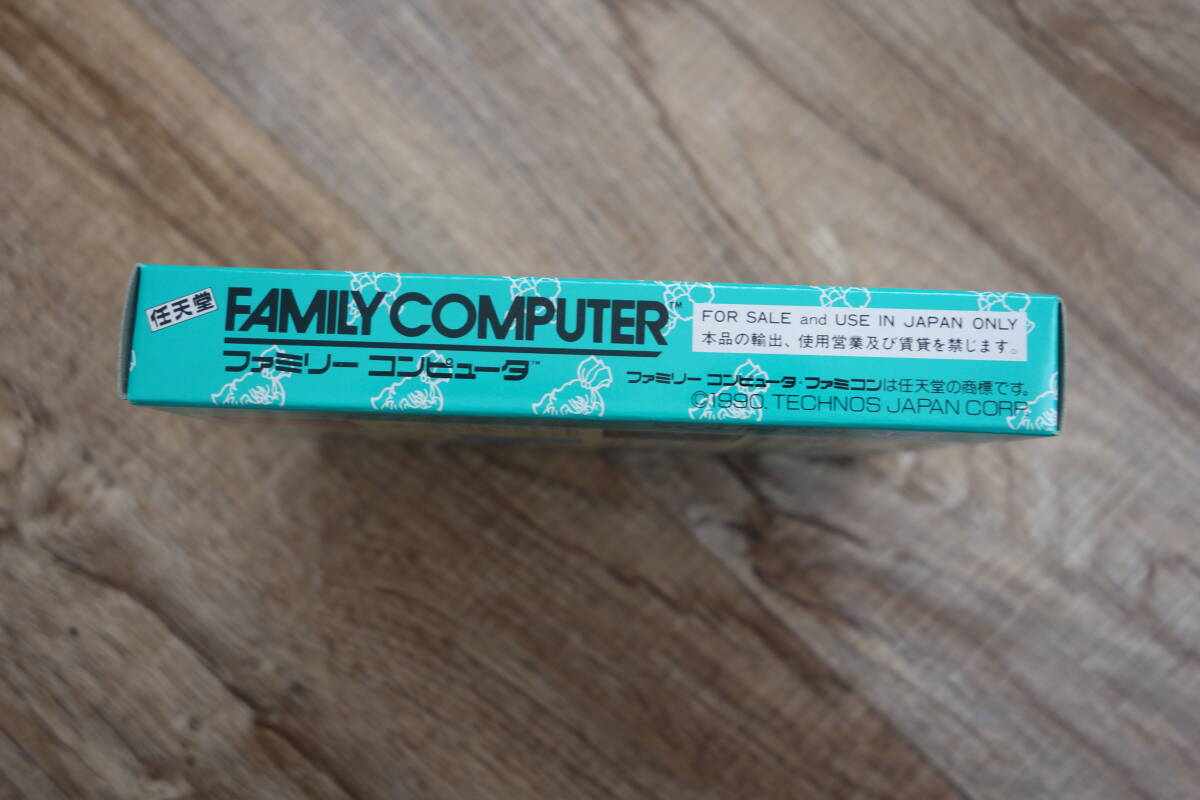 任天堂
FAMILY COMPUTER™
ファミリー コンピュータ™
FOR SALE and USE IN JAPAN ONLY
本品の輸出、使用営業及び賃貸を禁じます。
ファミリー コンピュータ・ファミコンは任天堂の商標です。
©1990. TECHNOS JAPAN CORP.